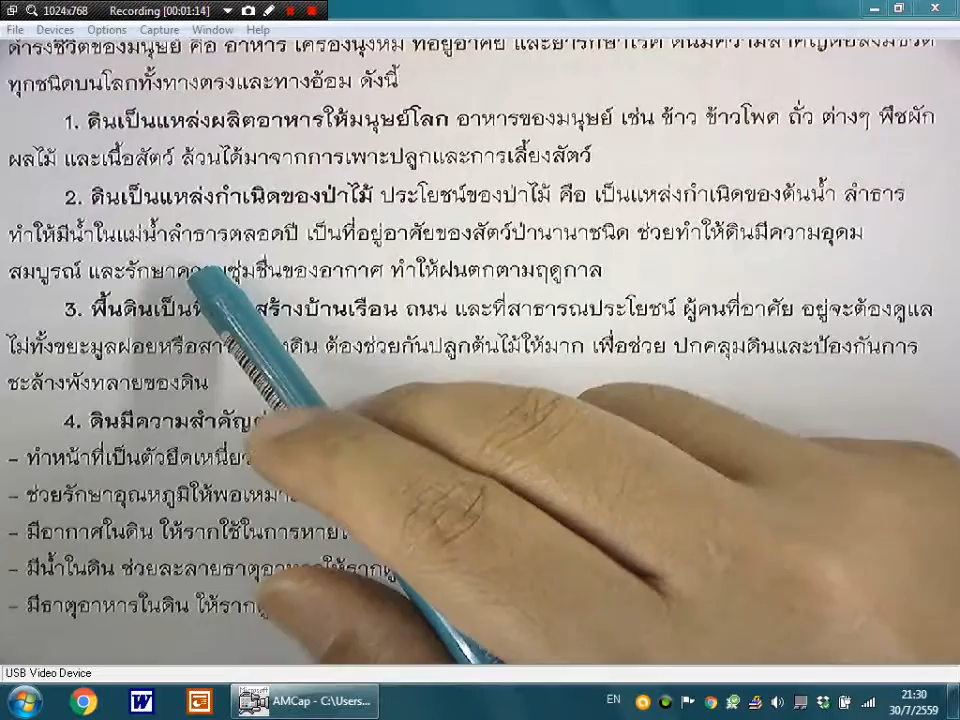 1024x768 Recording [00:01:14]
File Devices Options Capture Window Help
ดำรงชีวิตของมนุษย์ คือ อาหาร เครื่องนุ่งห่ม ที่อยู่อาศัย และยารักษาโรค ดินมีความสำคัญต่อสิ่งมีชีวิต
ทุกชนิดบนโลกทั้งทางตรงและทางอ้อม ดังนี้
1. ดินเป็นแหล่งผลิตอาหารให้มนุษย์โลก อาหารของมนุษย์ เช่น ข้าว ข้าวโพด ถั่ว ต่างๆ พืชผัก
ผลไม้ และเนื้อสัตว์ ล้วนได้มาจากการเพาะปลูกและการเลี้ยงสัตว์
2. ดินเป็นแหล่งกำเนิดของป่าไม้ ประโยชน์ของป่าไม้ คือ เป็นแหล่งกำเนิดของต้นน้ำ ลำธาร
ทำให้มีน้ำในแม่น้ำลำธารตลอดปี เป็นที่อยู่อาศัยของสัตว์ป่านานาชนิด ช่วยทำให้ดินมีความอุดม
สมบูรณ์ และรักษาความชุ่มชื่นของอากาศ ทำให้ฝนตกตามฤดูกาล
3. พื้นดินเป็น สร้างบ้านเรือน ถนน และที่สาธารณประโยชน์ ผู้คนที่อาศัย อยู่จะต้องดูแล
ไม่ทิ้งขยะมูลฝอยหรือ ดิน ต้องช่วยกันปลูกต้นไม้ให้มาก เพื่อช่วย ปกคลุมดินและป้องกันการ
ชะล้างพังทลายของดิน
4. ดินมีความสำคัญ
- ทำหน้าที่เป็นตัวยึดเหนี่ยว
- ช่วยรักษาอุณหภูมิให้พอเหมา
- มีอากาศในดิน ให้รากใช้ในการหาย
- มีน้ำในดิน ช่วยละลายธาตุอาหารให้ราก
- มีธาตุอาหารในดิน ให้ราก
USB Video Device
AMCap - C:\Users...
EN
21:30
30/7/2559